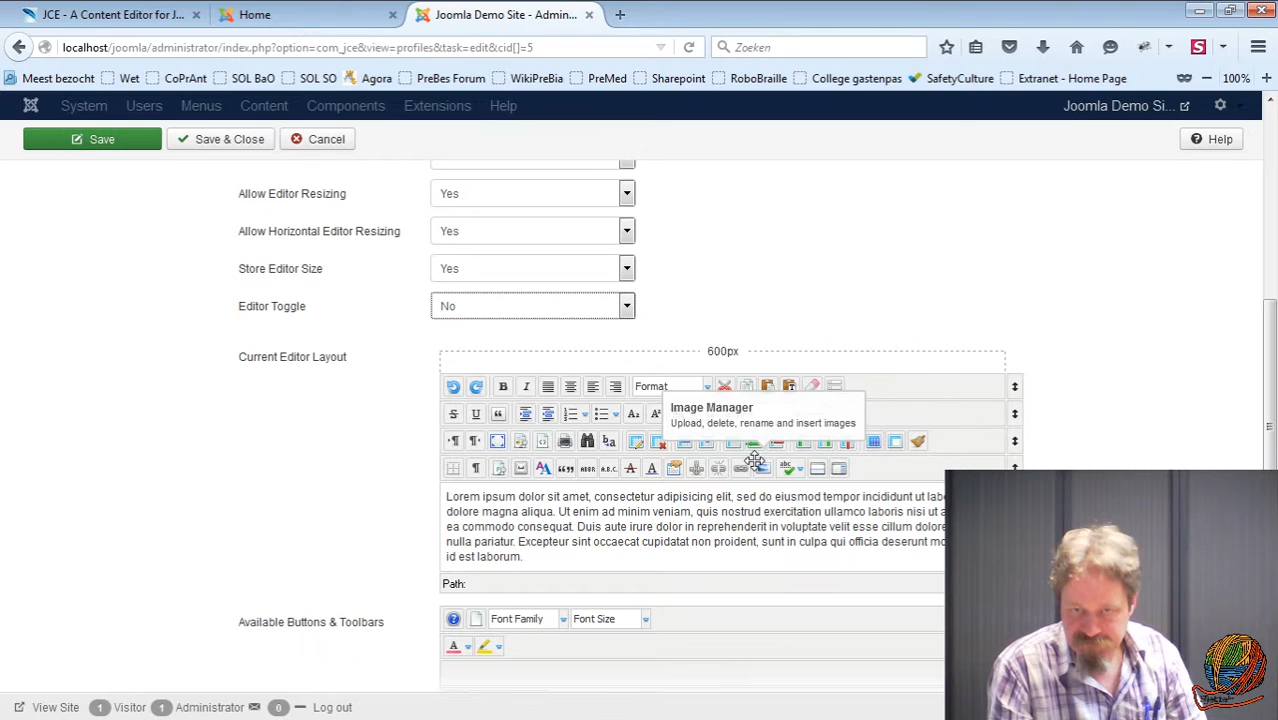 JCE - A Content Editor for J...
Home
Joomla Demo Site - Admin...
localhost/joomla/administrator/index.php?option=com_jce&view=profiles&task=edit&cid[]=5
Zoeken
Meest bezocht
Wet
CoPrAnt
SOL BaO
SOL SO
Agora
PreBes Forum
WikiPreBia
PreMed
Sharepoint
RoboBraille
College gastenpas
SafetyCulture
Extranet - Home Page
100%
System Users Menus Content Components Extensions Help
Joomla Demo Si...
Save
Save & Close
Cancel
Help
Allow Editor Resizing
Yes
Allow Horizontal Editor Resizing
Yes
Store Editor Size
Yes
Editor Toggle
No
Current Editor Layout
600px
Format
Image Manager
Upload, delete, rename and insert images
Lorem ipsum dolor sit amet, consectetur adipisicing elit, sed do eiusmod tempor incididunt ut
dolore magna aliqua. Ut enim ad minim veniam, quis nostrud exercitation ullamco laboris nisi ut
ea commodo consequat. Duis aute irure dolor in reprehenderit in voluptate velit esse cillum dolore
nulla pariatur. Excepteur sint occaecat cupidatat non proident, sunt in culpa qui officia deserunt
id est laborum.
Path:
Available Buttons & Toolbars
Font Family
Font Size
View Site
1 Visitor
1 Administrator
0
Log out